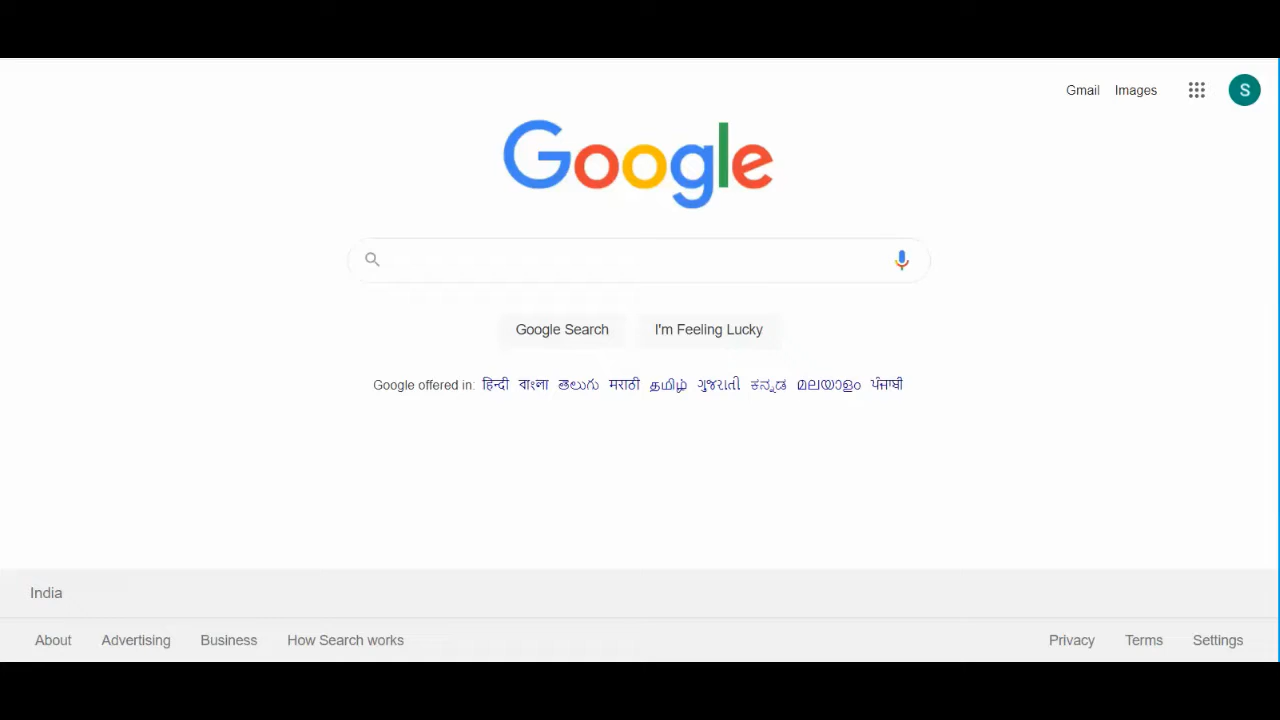 Gmail Images S
Google
Google Search I'm Feeling Lucky
Google offered in: हिन्दी বাংলা తెలుగు मराठी தமிழ் ગુજરાતી ಕನ್ನಡ മലയാളം ਪੰਜਾਬੀ
India
About Advertising Business How Search works Privacy Terms Settings